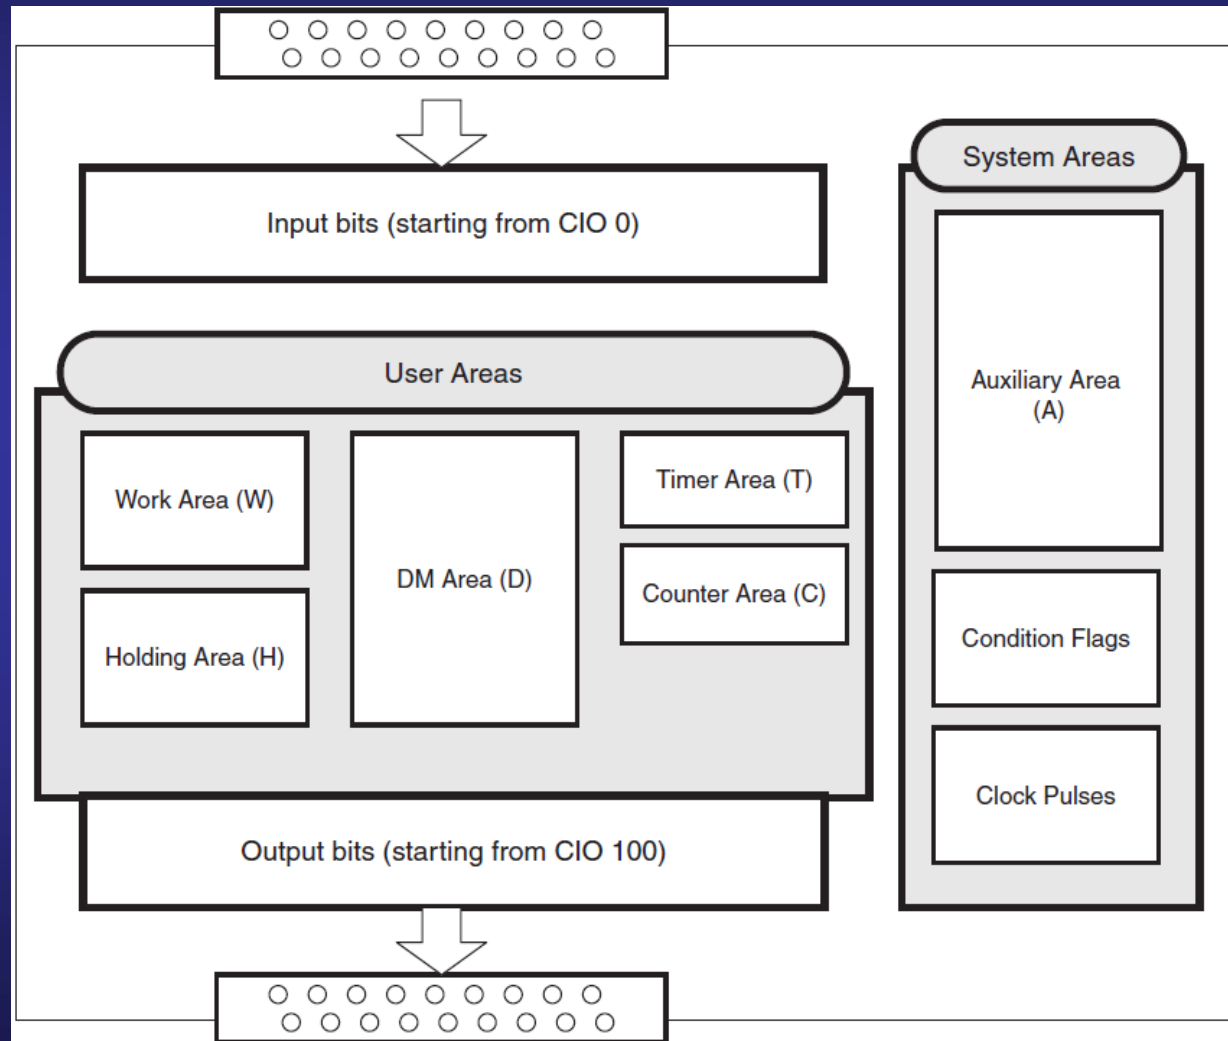 Input bits (starting from CIO 0)
User Areas
Work Area (W)
Holding Area (H)
DM Area (D)
Timer Area (T)
Counter Area (C)
Output bits (starting from CIO 100)
System Areas
Auxiliary Area
(A)
Condition Flags
Clock Pulses